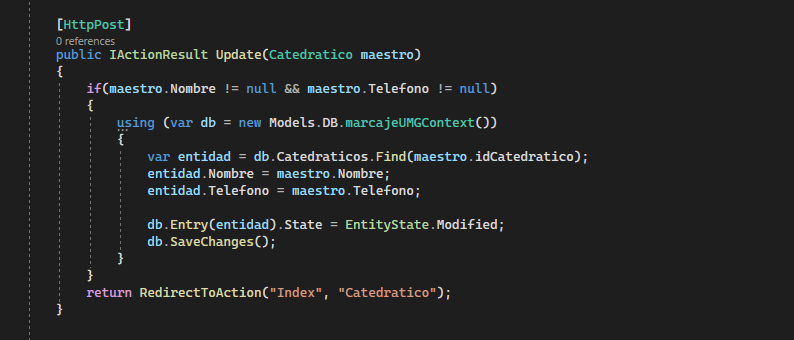 [HttpPost]
0 references
public IActionResult Update(Catedratico maestro)
{
if(maestro.Nombre != null && maestro.Telefono != null)
{
using (var db = new Models.DB.marcajeUMGContext())
{
var entidad = db.Catedraticos.Find(maestro.idCatedratico);
entidad.Nombre = maestro.Nombre;
entidad.Telefono = maestro.Telefono;
db.Entry(entidad).State = EntityState.Modified;
db.SaveChanges();
}
}
return RedirectToAction("Index", "Catedratico");
}